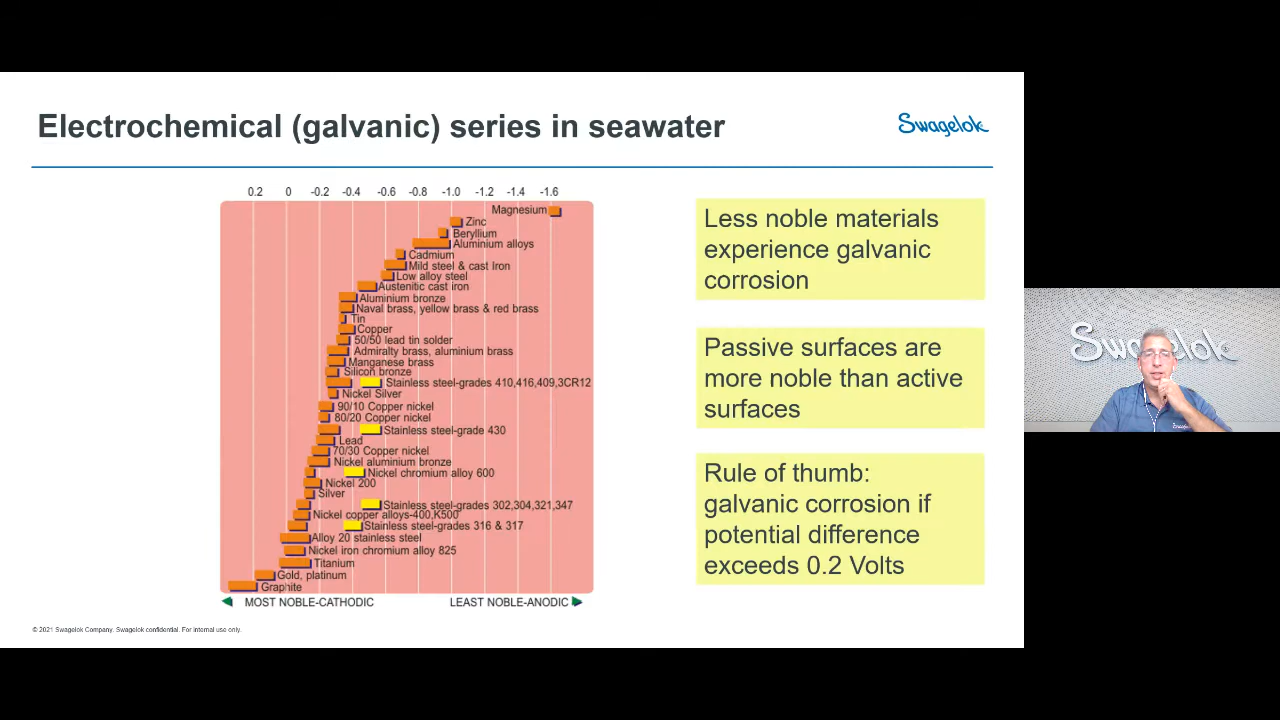 Electrochemical (galvanic) series in seawater
Swagelok
0.2 0 -0.2 -0.4 -0.6 -0.8 -1.0 -1.2 -1.4 -1.6
Magnesium
Zinc
Beryllium
Aluminium alloys
Cadmium
Mild steel & cast Iron
Low alloy steel
Austenitic cast iron
Aluminium bronze
Naval brass, yellow brass & red brass
Tin
Copper
50/50 lead tin solder
Admiralty brass, aluminium brass
Manganese brass
Silicon bronze
Stainless steel-grades 410,416,409,3CR12
Nickel Silver
90/10 Copper nickel
80/20 Copper nickel
Stainless steel-grade 430
Lead
70/30 Copper nickel
Nickel aluminium bronze
Nickel chromium alloy 600
Nickel 200
Silver
Stainless steel-grades 302,304,321,347
Nickel copper alloys-400,K500
Stainless steel-grades 316 & 317
Alloy 20 stainless steel
Nickel iron chromium alloy 825
Titanium
Gold, platinum
Graphite
MOST NOBLE-CATHODIC LEAST NOBLE-ANODIC
Less noble materials
experience galvanic
corrosion
Passive surfaces are
more noble than active
surfaces
Rule of thumb:
galvanic corrosion if
potential difference
exceeds 0.2 Volts
© 2021 Swagelok Company. Swagelok confidential. For internal use only.
Swagelok